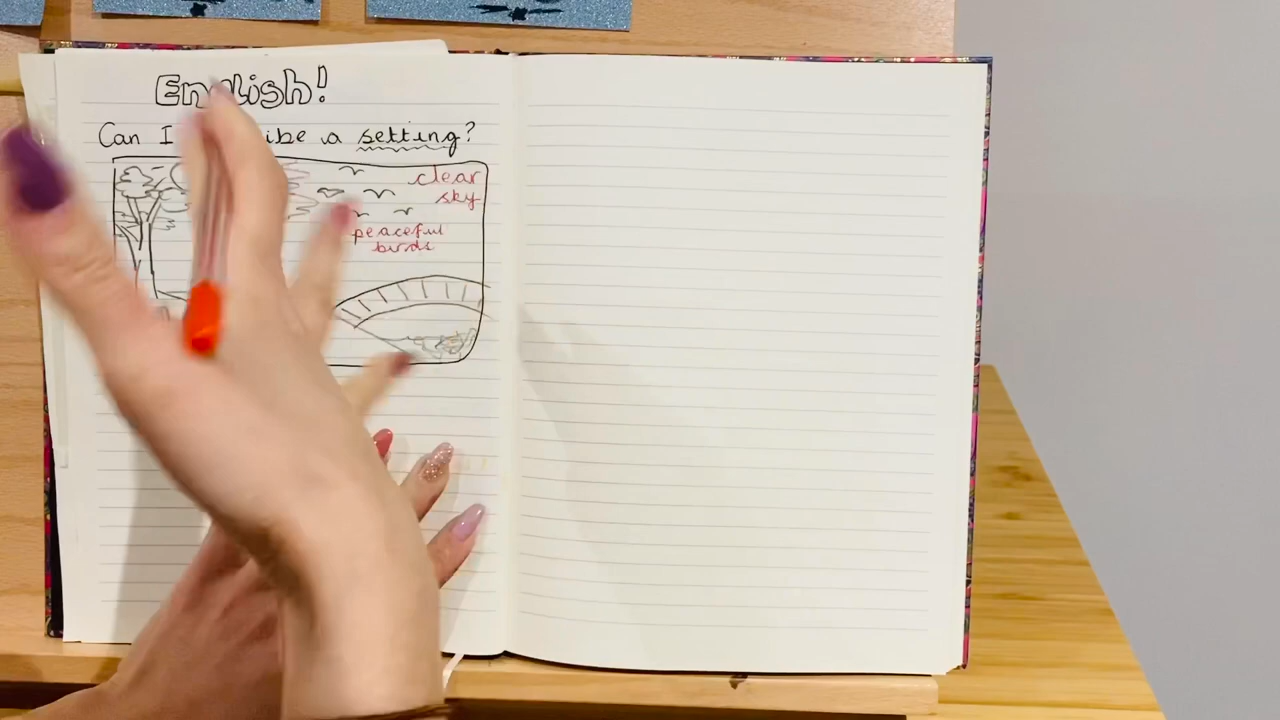 English!
Can I ibe a setting?
clear
sky
peaceful
birds